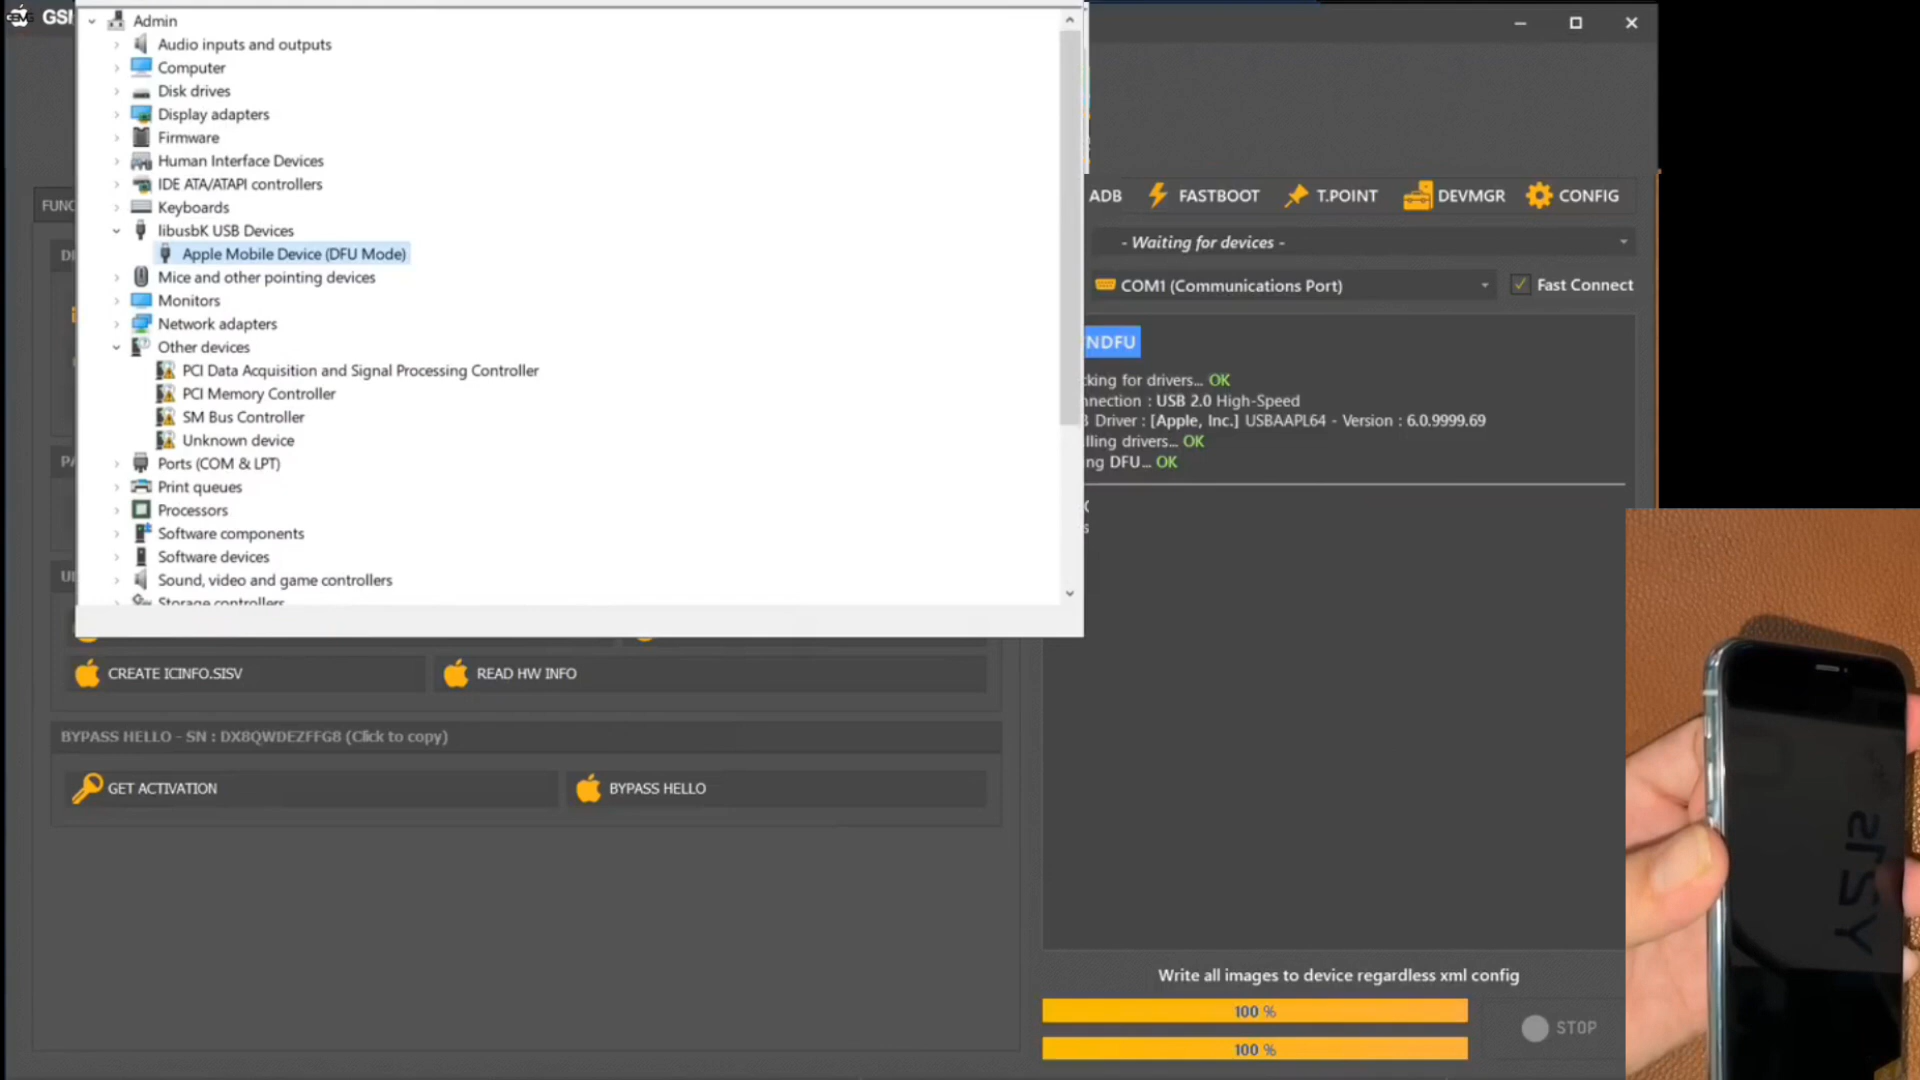 GSM
Admin
Audio inputs and outputs
Computer
Disk drives
Display adapters
Firmware
Human Interface Devices
IDE ATA/ATAPI controllers
Keyboards
libusbK USB Devices
Apple Mobile Device (DFU Mode)
Mice and other pointing devices
Monitors
Network adapters
Other devices
PCI Data Acquisition and Signal Processing Controller
PCI Memory Controller
SM Bus Controller
Unknown device
Ports (COM & LPT)
Print queues
Processors
Software components
Software devices
Sound, video and game controllers
Storage controllers
FUNC
CREATE ICINFO.SISV
READ HW INFO
BYPASS HELLO - SN : DX8QWDEZFFG8 (Click to copy)
GET ACTIVATION
BYPASS HELLO
ADB
FASTBOOT
T.POINT
DEVMGR
CONFIG
- Waiting for devices -
COM1 (Communications Port)
Fast Connect
NDFU
king for drivers... OK
nnection : USB 2.0 High-Speed
B Driver : [Apple, Inc.] USBAAPL64 - Version : 6.0.9999.69
lling drivers... OK
ng DFU... OK
Write all images to device regardless xml config
100 %
100 %
STOP